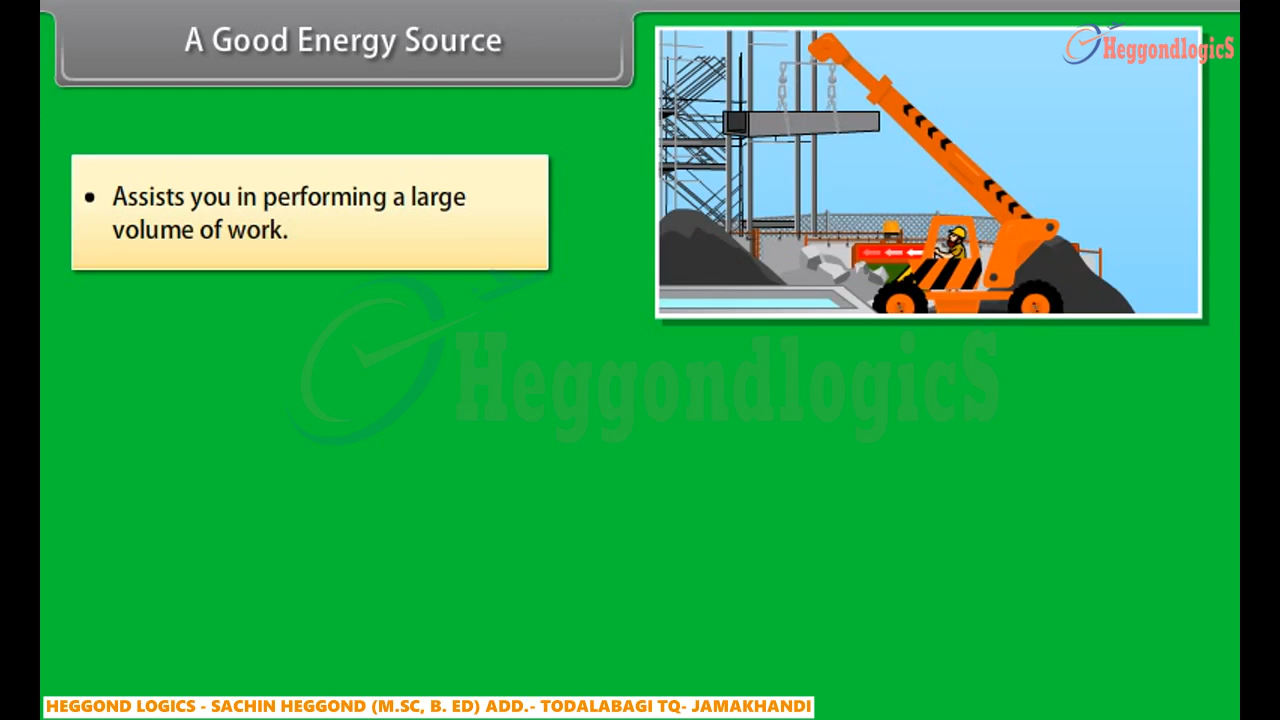 A Good Energy Source
HeggondlogicS
• Assists you in performing a large
volume of work.
HeggondlogicS
HEGGOND LOGICS - SACHIN HEGGOND (M.SC, B. ED) ADD.- TODALABAGI TQ- JAMAKHANDI